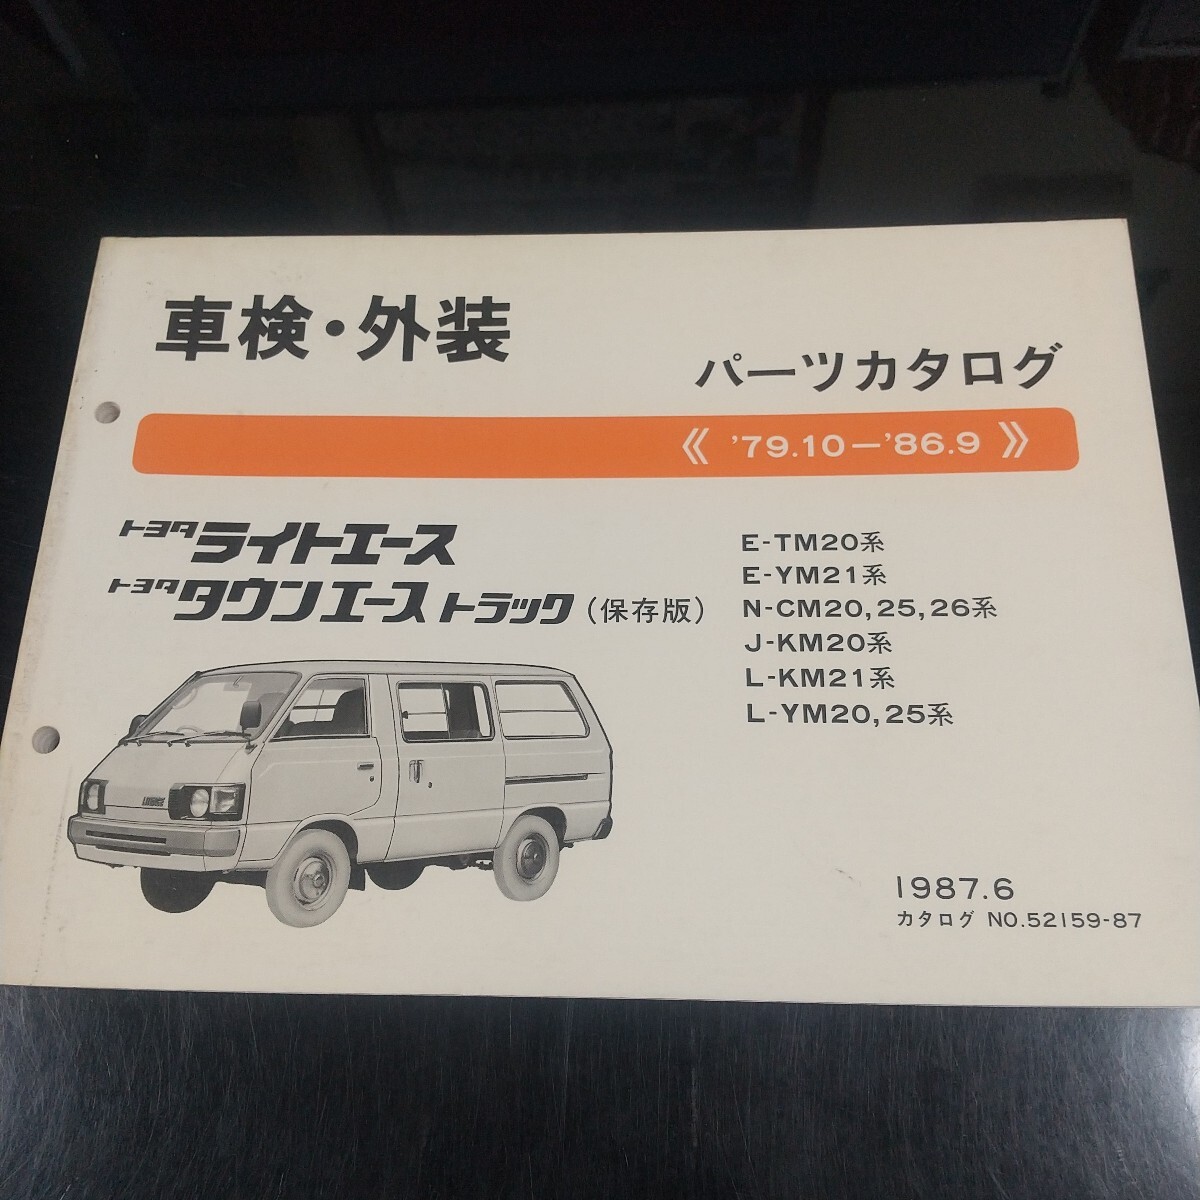 車検・外装
パーツカタログ
《 '79.10－'86.9 》
トヨタ ライトエース
トヨタ タウンエース トラック (保存版)
E-TM20系
E-YM21系
N-CM20,25,26系
J-KM20系
L-KM21系
L-YM20,25系
1987.6
カタログ NO.52159-87